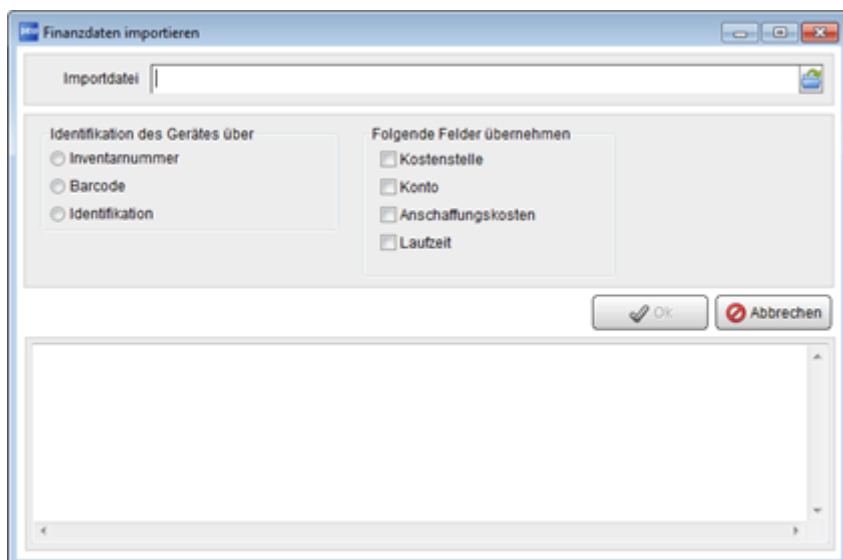 Finanzdaten importieren
Importdatei
Identifikation des Gerätes über
Inventarnummer
Barcode
Identifikation
Folgende Felder übernehmen
Kostenstelle
Konto
Anschaffungskosten
Laufzeit
Ok
Abbrechen